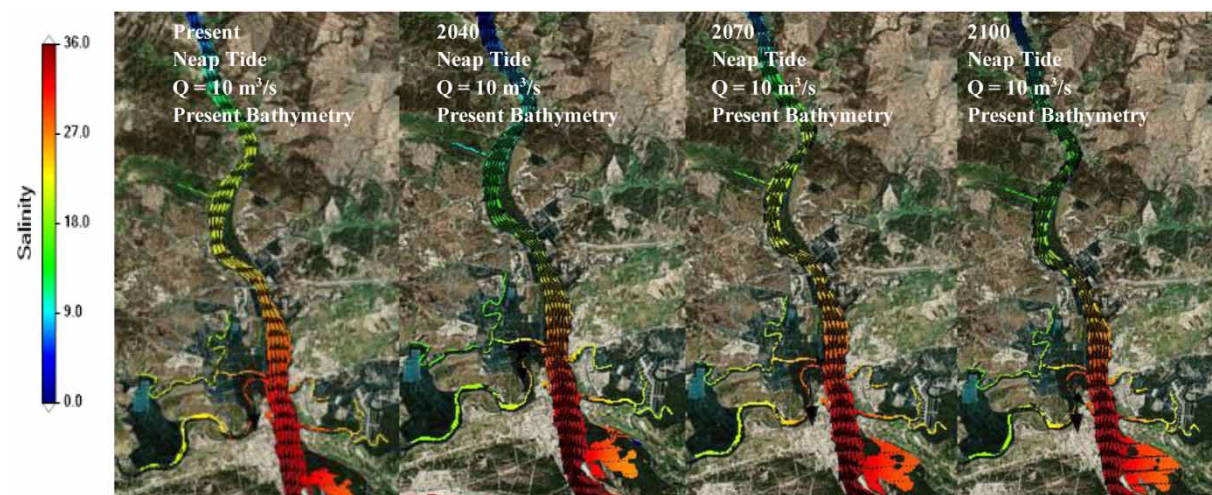 36.0
27.0
18.0
9.0
0.0
Salinity
Present
Neap Tide
Q = 10 m³/s
Present Bathymetry
2040
Neap Tide
Q = 10 m³/s
Present Bathymetry
2070
Neap Tide
Q = 10 m³/s
Present Bathymetry
2100
Neap Tide
Q = 10 m³/s
Present Bathymetry